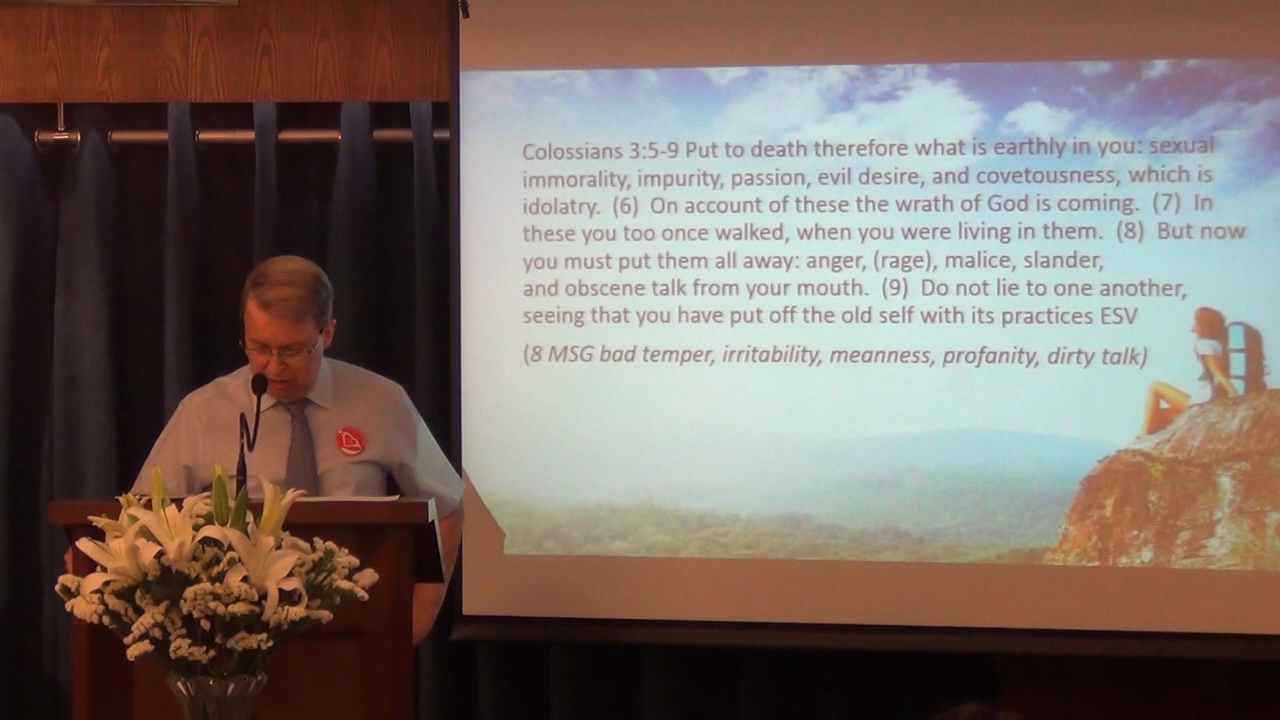 Colossians 3:5-9 Put to death therefore what is earthly in you: sexual
immorality, impurity, passion, evil desire, and covetousness, which is
idolatry.  (6)  On account of these the wrath of God is coming.  (7)  In
these you too once walked, when you were living in them.  (8)  But now
you must put them all away: anger, (rage), malice, slander,
and obscene talk from your mouth.  (9)  Do not lie to one another,
seeing that you have put off the old self with its practices ESV
(8 MSG bad temper, irritability, meanness, profanity, dirty talk)